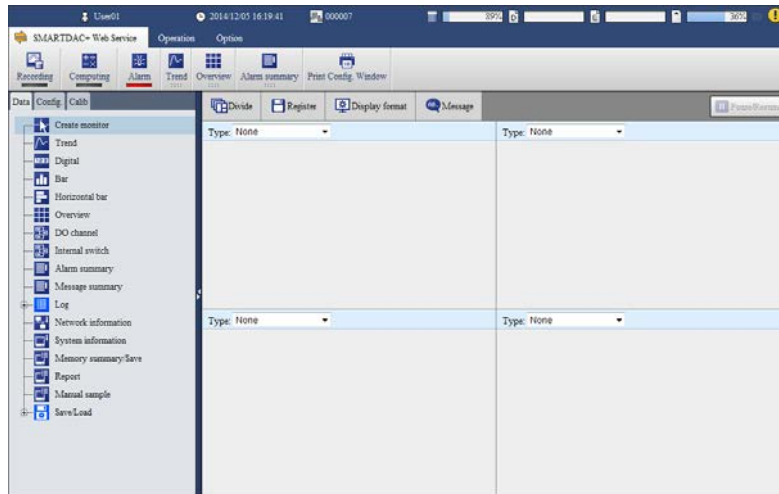 User01 2014/12/05 16:19:41 000007 39% 36%
SMARTDAC+ Web Service Operation Option
Recording Computing Alarm Trend Overview Alarm summary Print Config. Window
Data Config. Calib
Divide Register Display format Message
Create monitor
Type: None Type: None
Trend
Digital
Bar
Horizontal bar
Overview
DO channel
Internal switch
Alarm summary
Message summary
Log
Network information
Type: None Type: None
System information
Memory summary/Save
Report
Manual sample
Save/Load